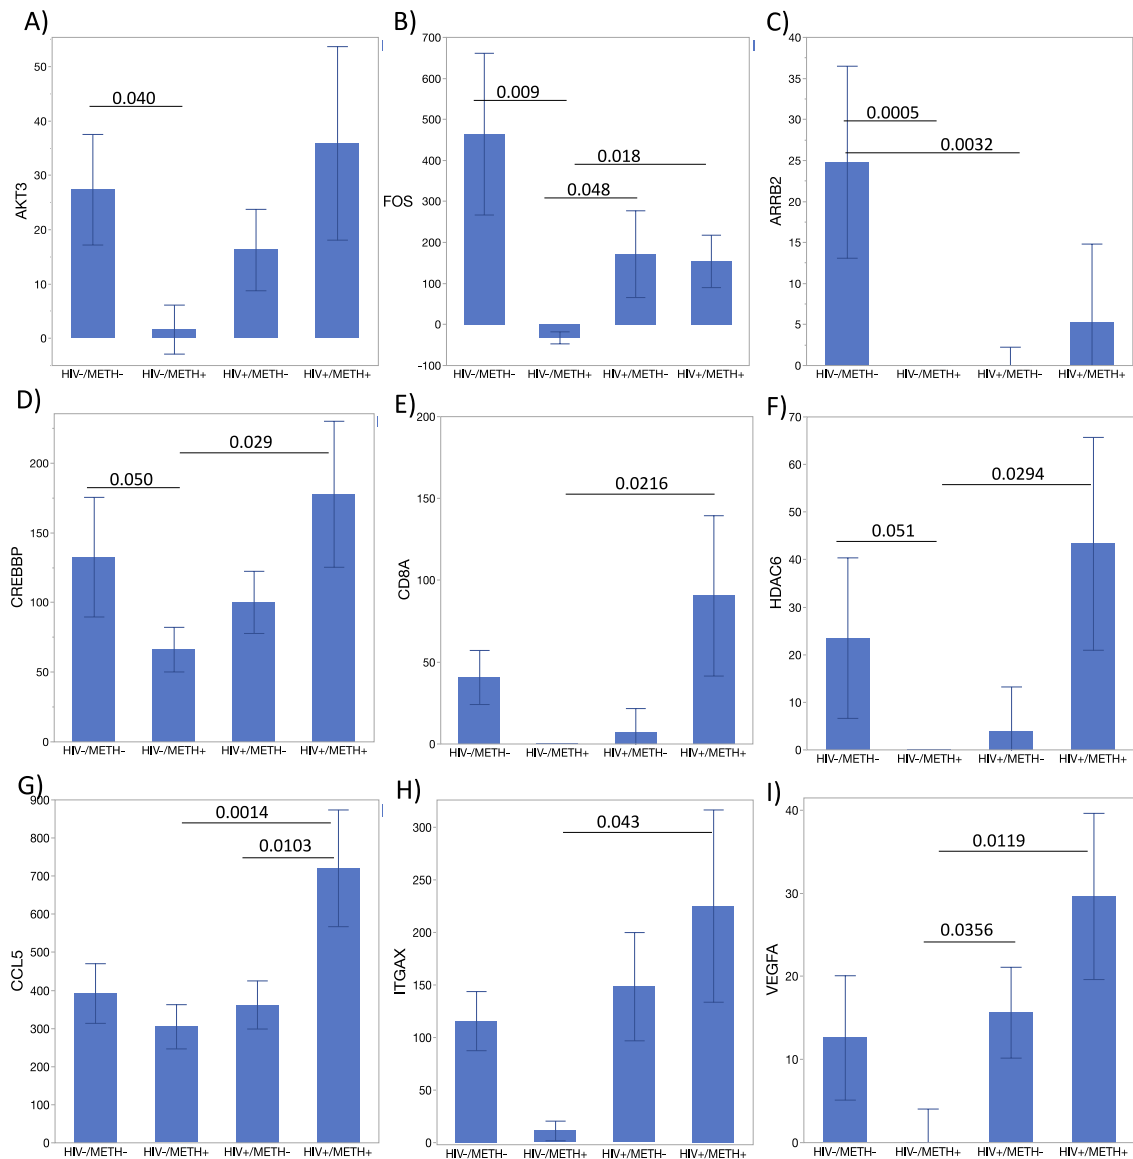 A)
AKT3
50
40
30
20
10
0
0.040
HIV-/METH-
HIV-/METH+
HIV+/METH-
HIV+/METH+
B)
FOS
700
600
500
400
300
200
100
0
-100
0.009
0.018
0.048
HIV-/METH-
HIV-/METH+
HIV+/METH-
HIV+/METH+
C)
ARRB2
40
35
30
25
20
15
10
5
0
0.0005
0.0032
HIV-/METH-
HIV-/METH+
HIV+/METH-
HIV+/METH+
D)
CREBBP
200
150
100
50
0
0.029
0.050
HIV-/METH-
HIV-/METH+
HIV+/METH-
HIV+/METH+
E)
CD8A
200
150
100
50
0
0.0216
HIV-/METH-
HIV-/METH+
HIV+/METH-
HIV+/METH+
F)
HDAC6
70
60
50
40
30
20
10
0
0.0294
0.051
HIV-/METH-
HIV-/METH+
HIV+/METH-
HIV+/METH+
G)
CCL5
900
800
700
600
500
400
300
200
100
0
0.0014
0.0103
HIV-/METH-
HIV-/METH+
HIV+/METH-
HIV+/METH+
H)
ITGAX
300
250
200
150
100
50
0
0.043
HIV-/METH-
HIV-/METH+
HIV+/METH-
HIV+/METH+
I)
VEGFA
40
30
20
10
0
0.0119
0.0356
HIV-/METH-
HIV-/METH+
HIV+/METH-
HIV+/METH+